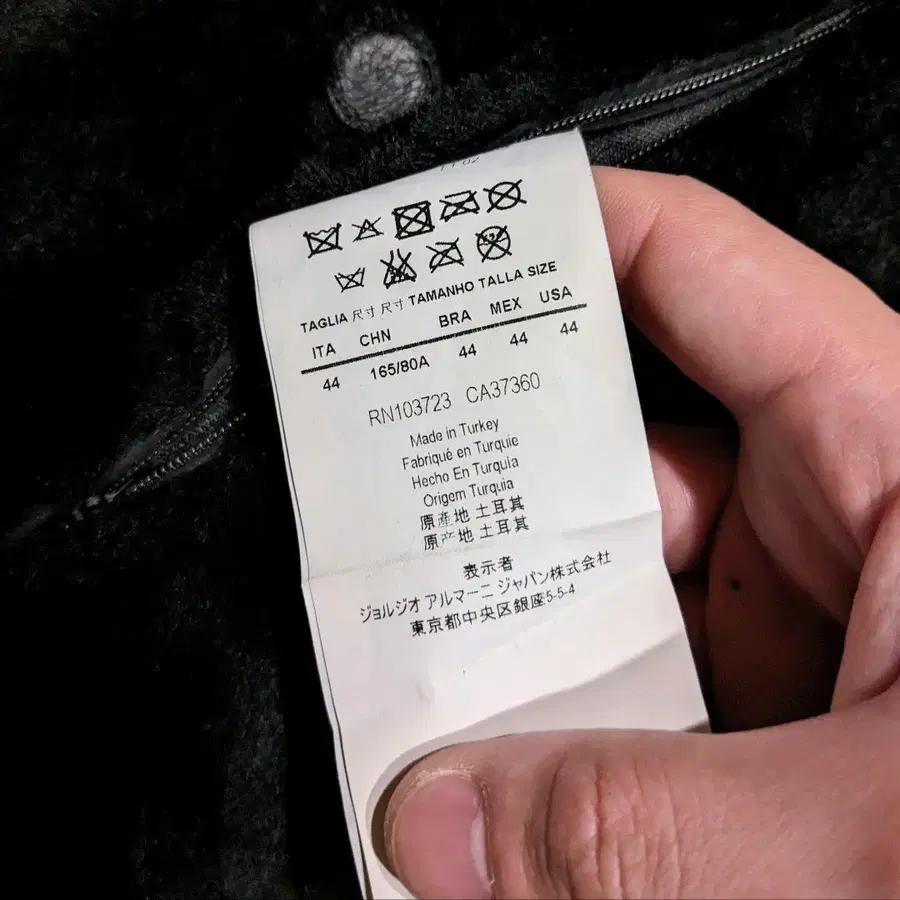 TAGLIA 尺寸 尺寸 TAMANHO TALLA SIZE
ITA CHN BRA MEX USA
44 165/80A 44 44 44
RN103723 CA37360
Made in Turkey
Fabriqué en Turquie
Hecho En Turquia
Origem Turquia
原產地 土耳其
原产地 土耳其
表示者
ジョルジオ アルマーニ ジャパン株式会社
東京都中央区銀座5-5-4